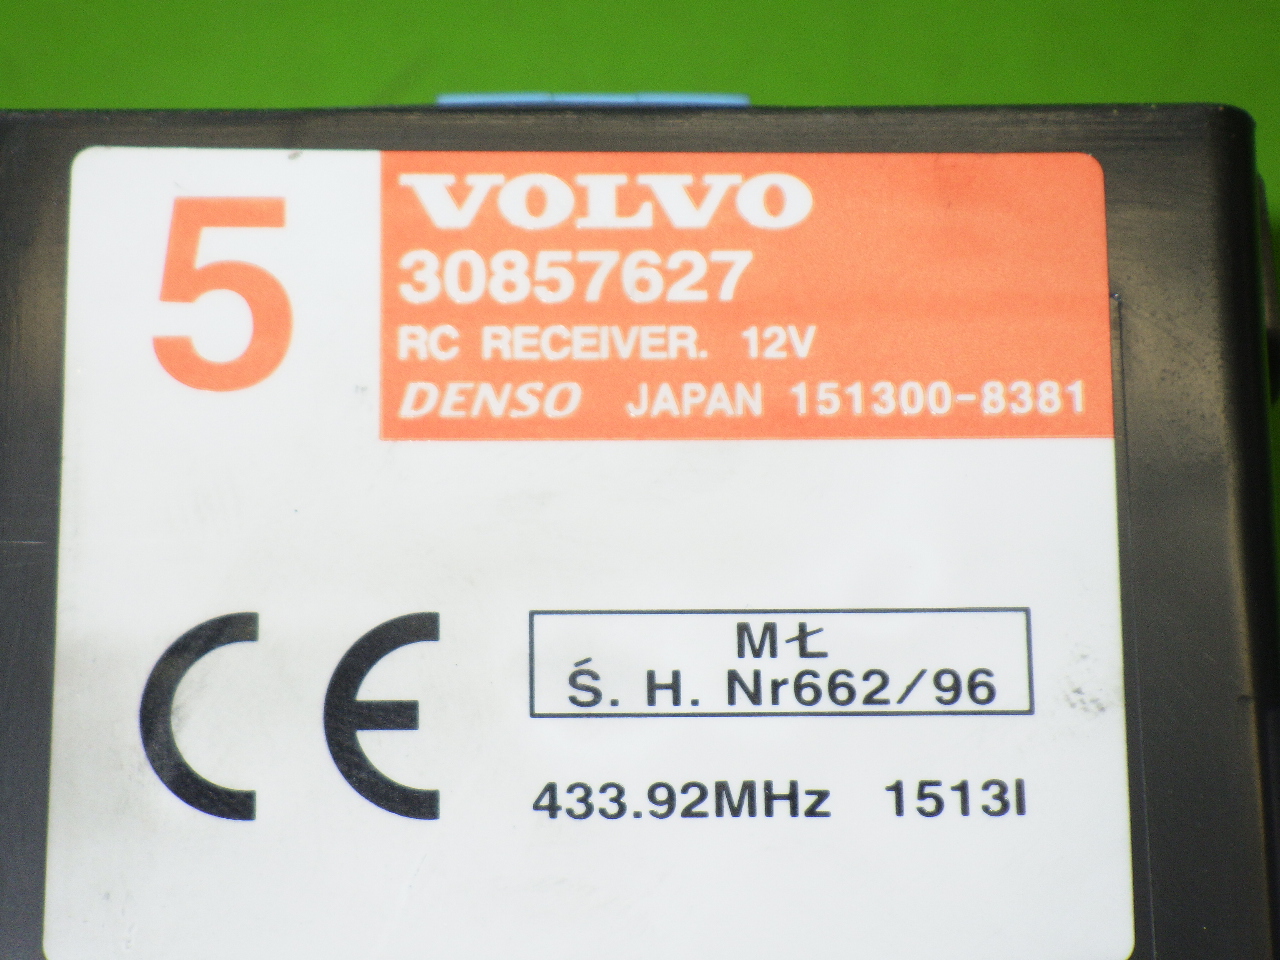 5
VOLVO
30857627
RC RECEIVER. 12V
DENSO JAPAN 151300-8381
CE
MŁ
Ś. H. Nr662/96
433.92MHz 1513I